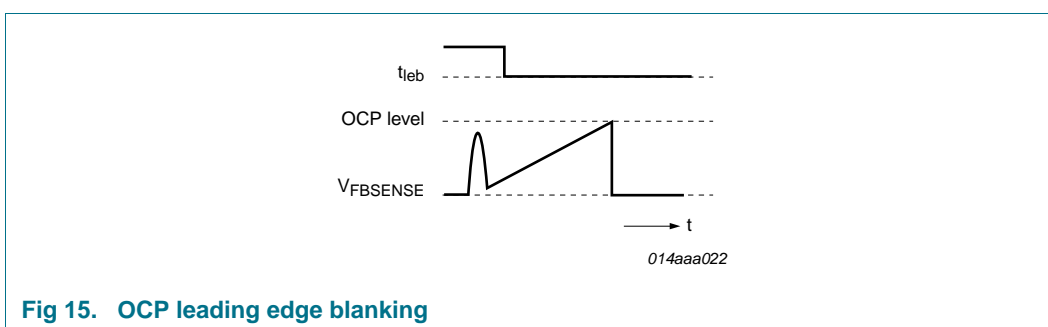 tleb
OCP level
VFBSENSE
t
014aaa022
Fig 15. OCP leading edge blanking